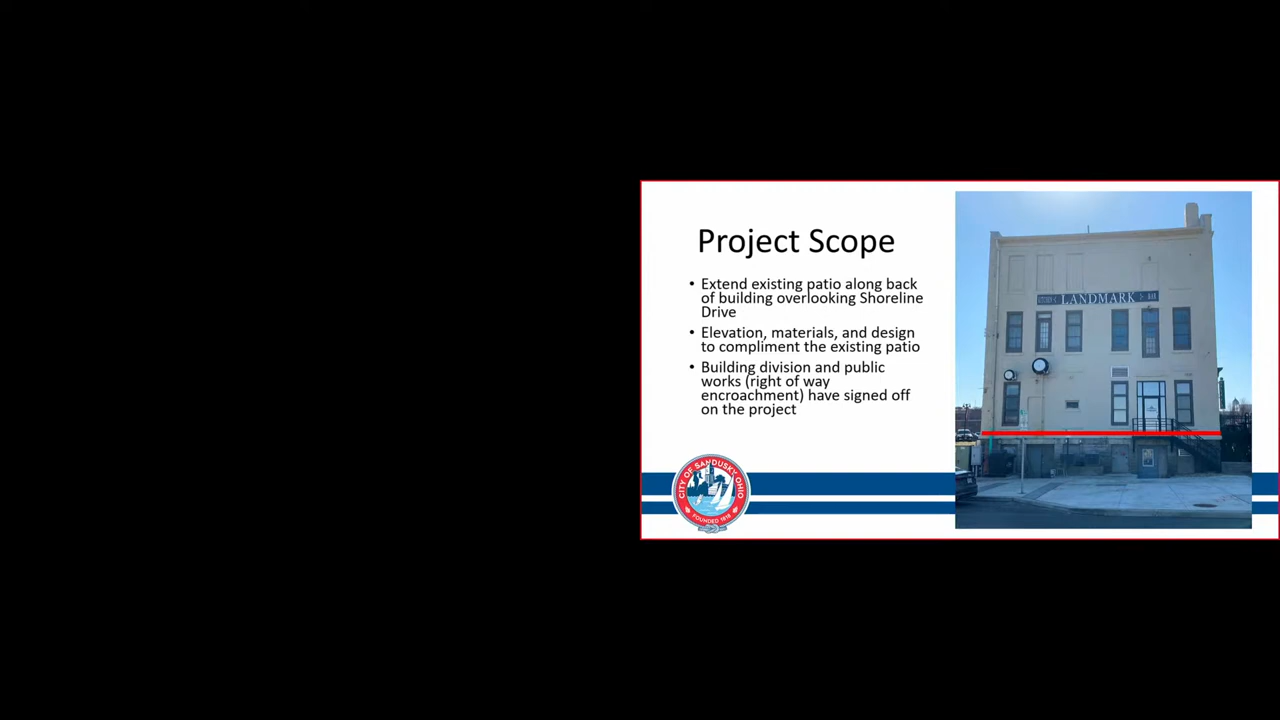 Project Scope
• Extend existing patio along back
of building overlooking Shoreline
Drive
• Elevation, materials, and design
to compliment the existing patio
• Building division and public
works (right of way
encroachment) have signed off
on the project
CITY OF SANDUSKY, OHIO
FOUNDED 1818
LANDMARK